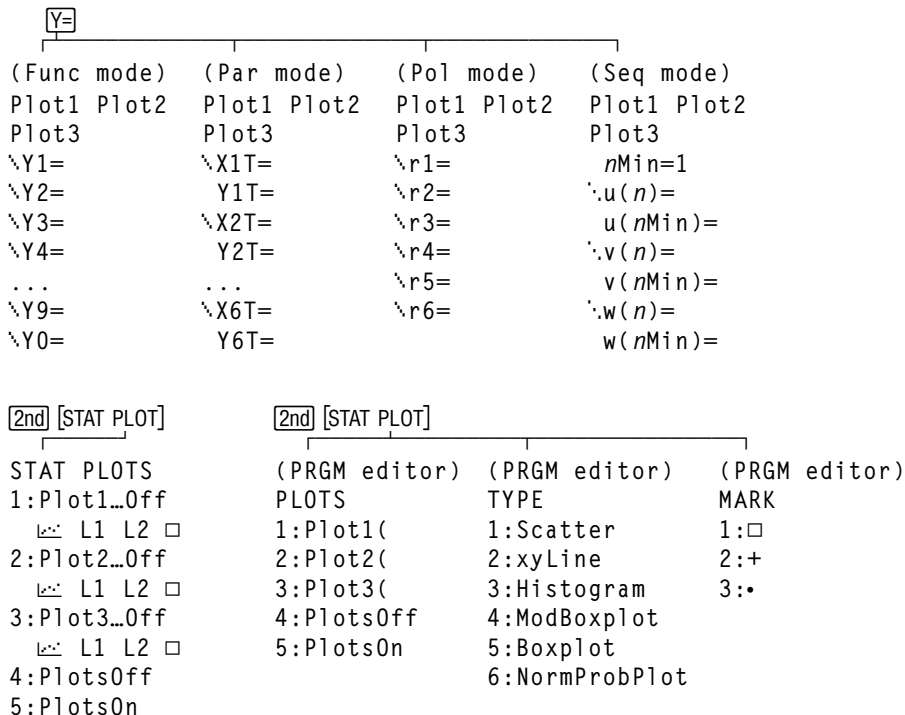 Y=
(Func mode) (Par mode) (Pol mode) (Seq mode)
Plot1 Plot2 Plot1 Plot2 Plot1 Plot2 Plot1 Plot2
Plot3 Plot3 Plot3 Plot3
\Y1= \X1T= \r1= nMin=1
\Y2= Y1T= \r2= ⋱u(n)=
\Y3= \X2T= \r3= u(nMin)=
\Y4= Y2T= \r4= ⋱v(n)=
... ... \r5= v(nMin)=
\Y9= \X6T= \r6= ⋱w(n)=
\Y0= Y6T= w(nMin)=
2nd [STAT PLOT] 2nd [STAT PLOT]
STAT PLOTS (PRGM editor) (PRGM editor) (PRGM editor)
1:Plot1…Off PLOTS TYPE MARK
L1 L2 □ 1:Plot1( 1:Scatter 1:□
2:Plot2…Off 2:Plot2( 2:xyLine 2:+
L1 L2 □ 3:Plot3( 3:Histogram 3:•
3:Plot3…Off 4:PlotsOff 4:ModBoxplot
L1 L2 □ 5:PlotsOn 5:Boxplot
4:PlotsOff 6:NormProbPlot
5:PlotsOn